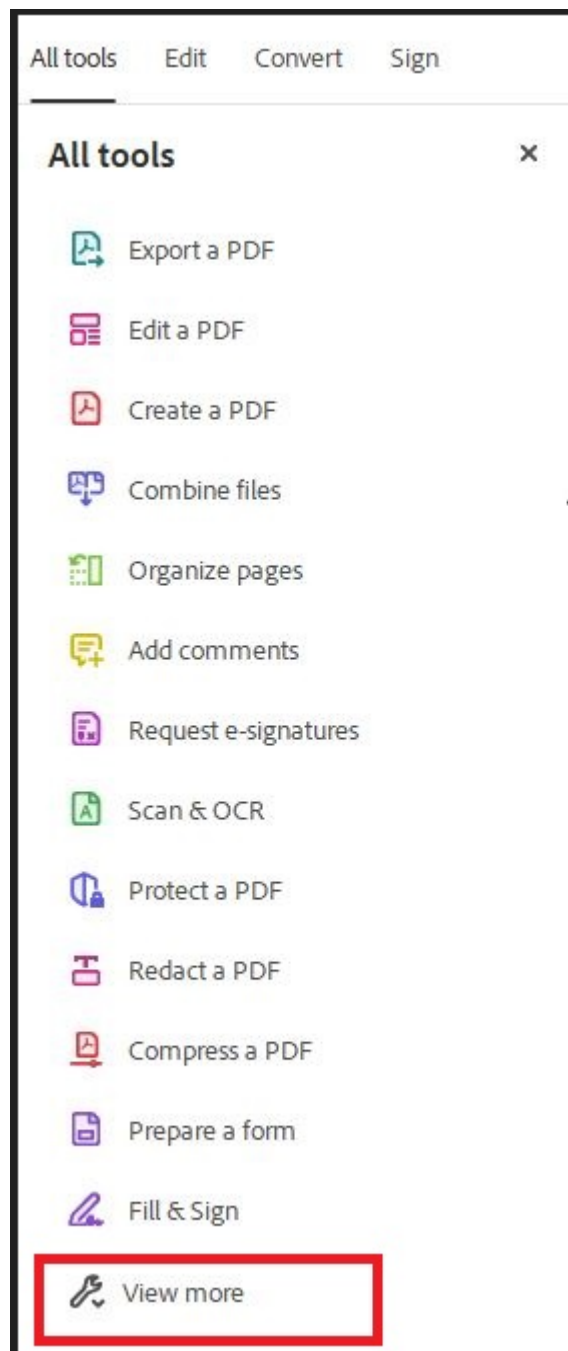 All tools Edit Convert Sign
All tools
Export a PDF
Edit a PDF
Create a PDF
Combine files
Organize pages
Add comments
Request e-signatures
Scan & OCR
Protect a PDF
Redact a PDF
Compress a PDF
Prepare a form
Fill & Sign
View more